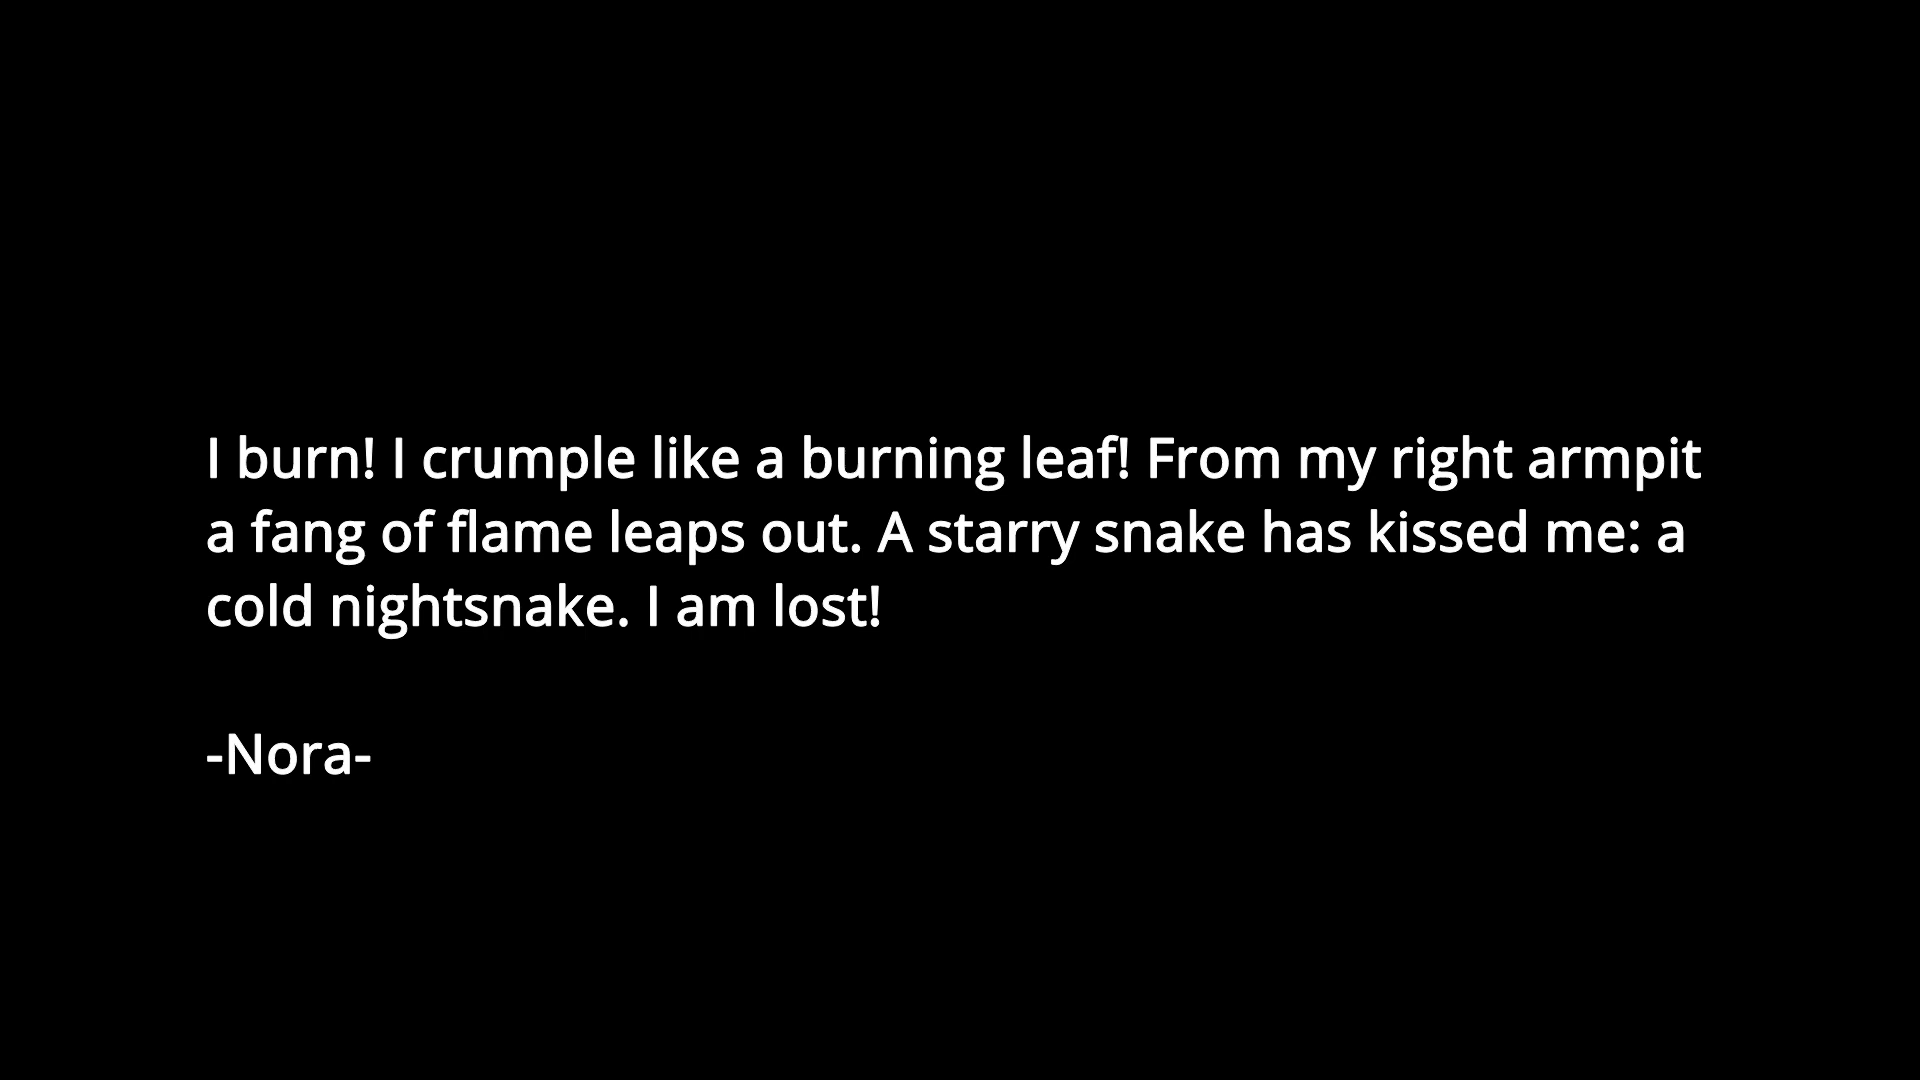 I burn! I crumple like a burning leaf! From my right armpit
a fang of flame leaps out. A starry snake has kissed me: a
cold nightsnake. I am lost!
-Nora-